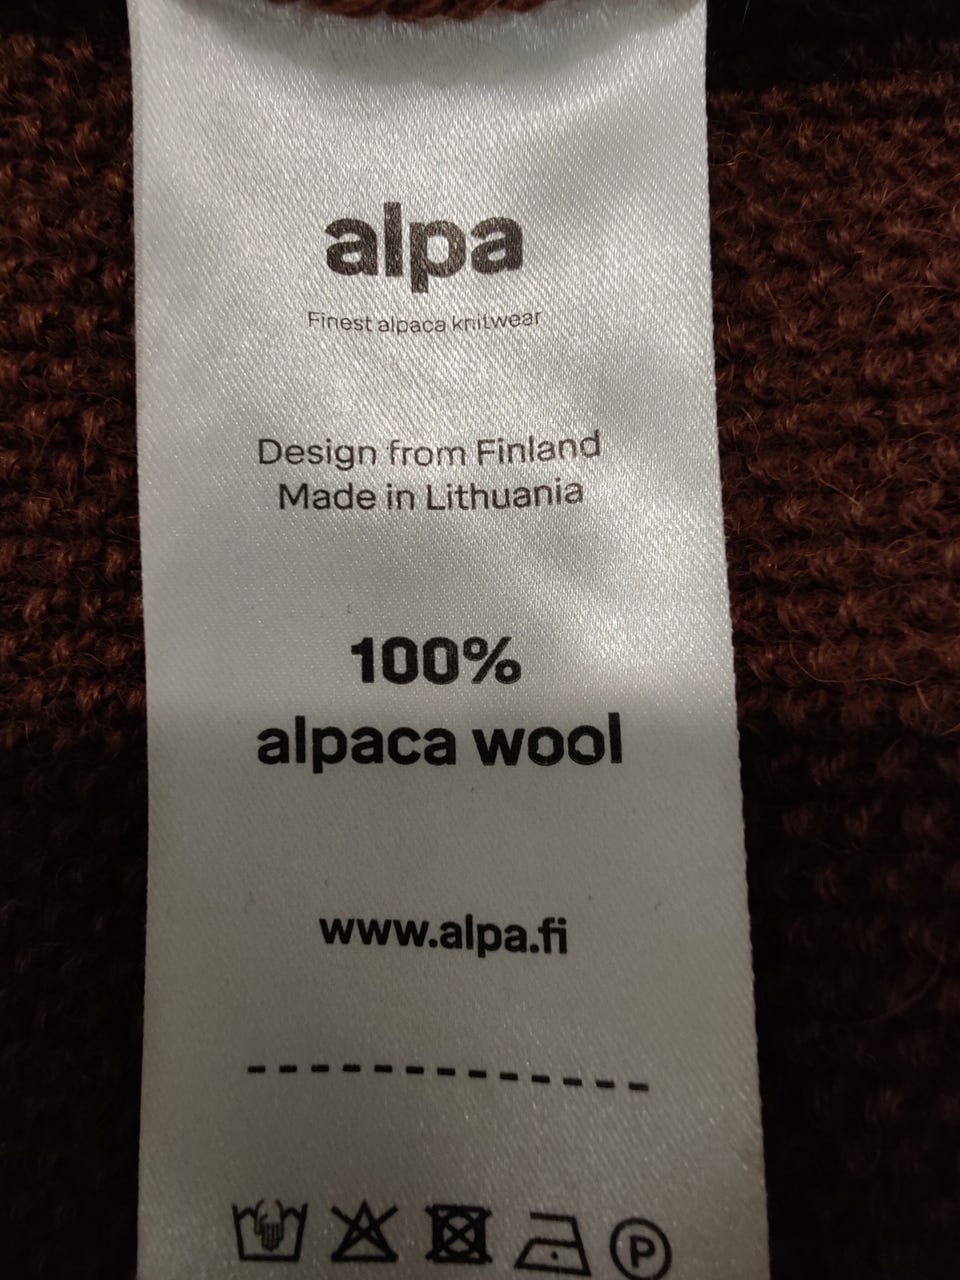 alpa
Finest alpaca knitwear
Design from Finland
Made in Lithuania
100%
alpaca wool
www.alpa.fi
P